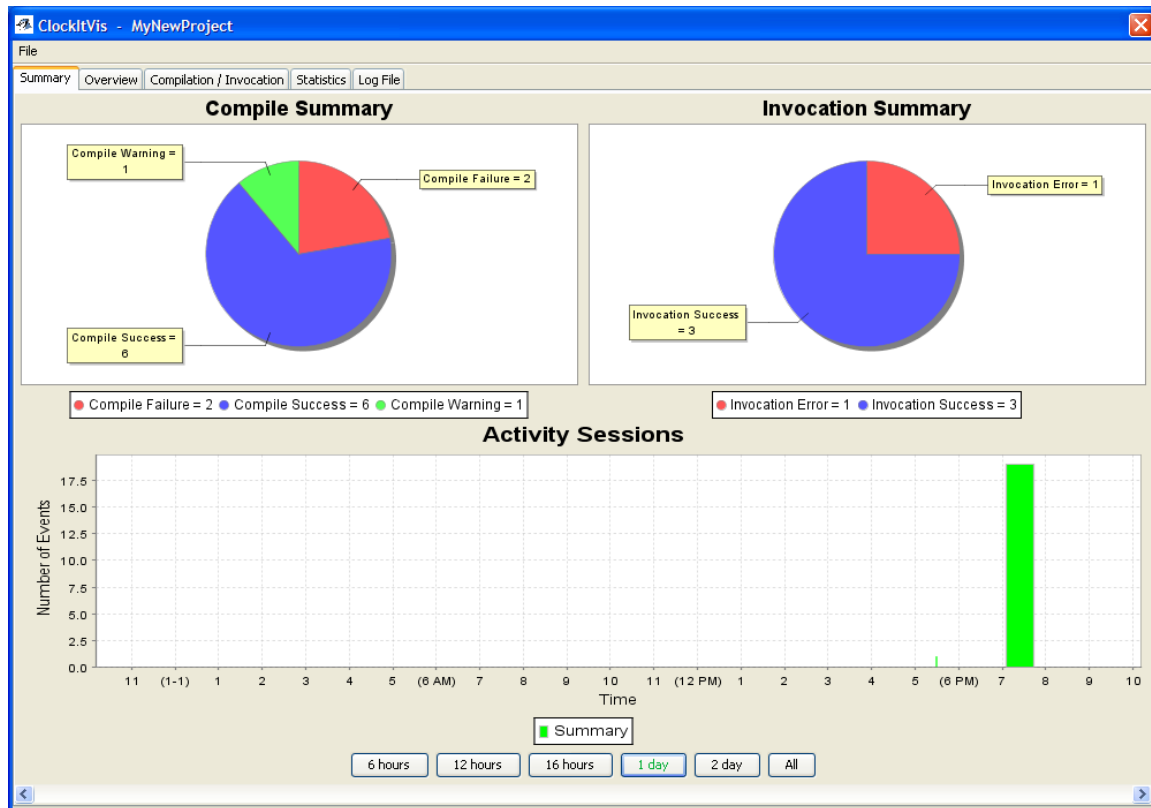 ClockItVis - MyNewProject
File
Summary Overview Compilation / Invocation Statistics Log File
Compile Summary
Compile Warning =
1
Compile Failure = 2
Compile Success =
6
Compile Failure = 2 Compile Success = 6 Compile Warning = 1
Invocation Summary
Invocation Error = 1
Invocation Success
= 3
Invocation Error = 1 Invocation Success = 3
Activity Sessions
Number of Events
17.5
15.0
12.5
10.0
7.5
5.0
2.5
0.0
11 (1-1) 1 2 3 4 5 (6 AM) 7 8 9 10 11 (12 PM) 1 2 3 4 5 (6 PM) 7 8 9 10
Time
Summary
6 hours 12 hours 16 hours 1 day 2 day All